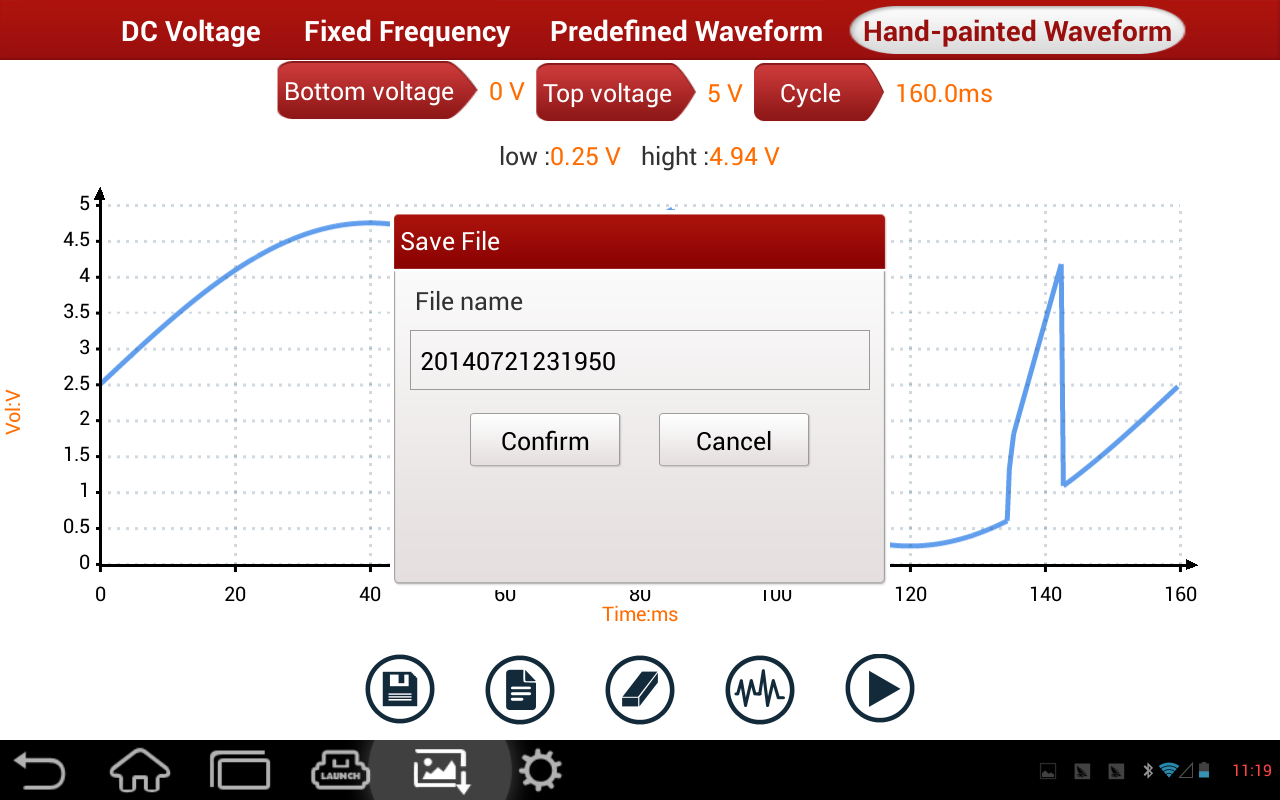 DC Voltage Fixed Frequency Predefined Waveform Hand-painted Waveform
Bottom voltage 0 V Top voltage 5 V Cycle 160.0ms
low :0.25 V hight :4.94 V
5
4.5
4
3.5
3
2.5
2
1.5
1
0.5
0
Vol:V
Save File
File name
20140721231950
Confirm Cancel
0 20 40 60 80 100 120 140 160
Time:ms
LAUNCH
11:19